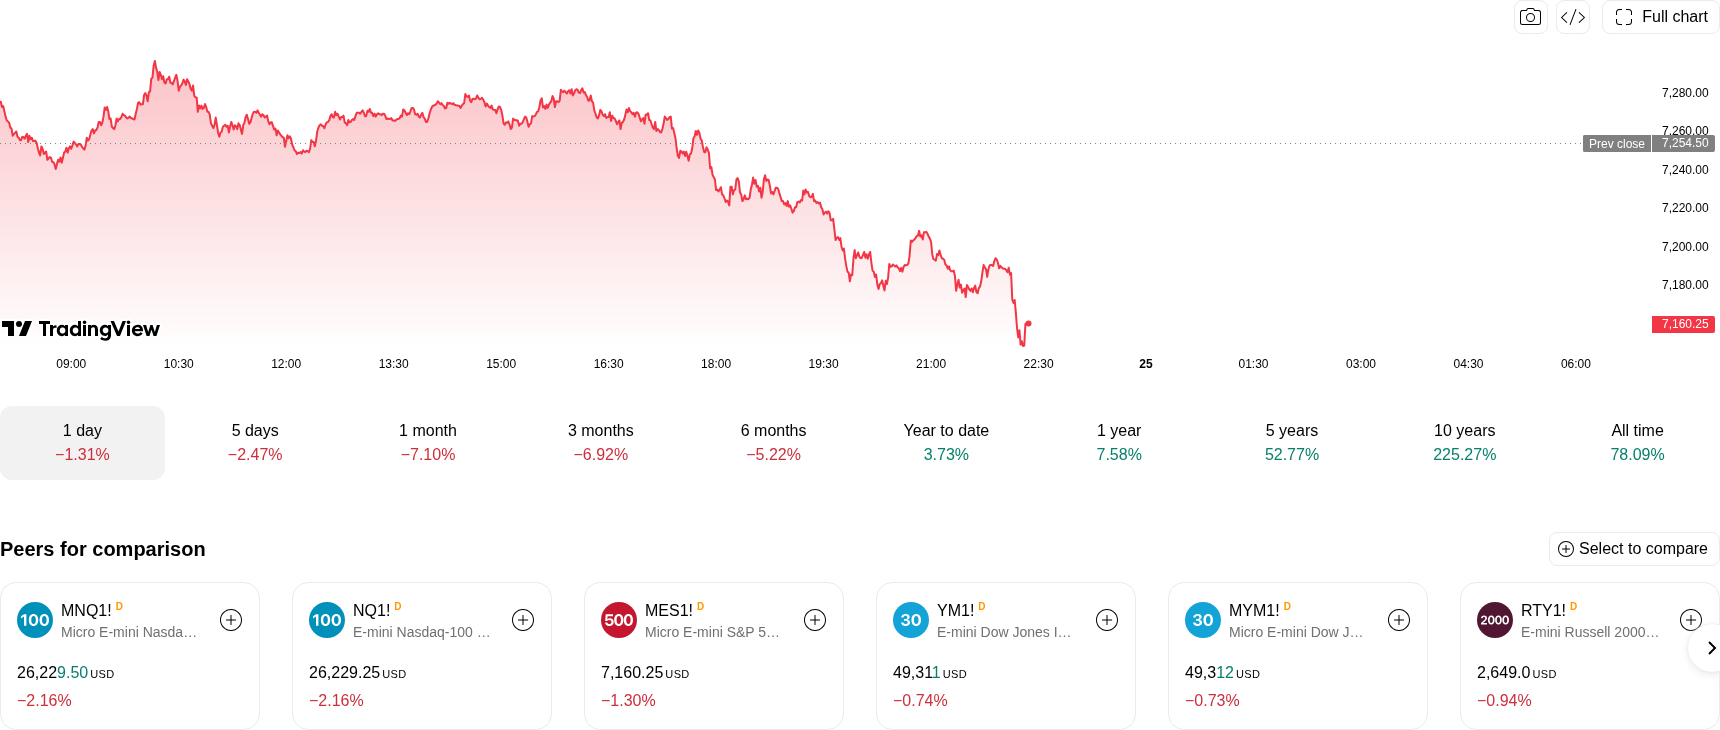 Full chart
7,280.00
7,260.00
Prev close 7,254.50
7,240.00
7,220.00
7,200.00
7,180.00
7,160.25
TradingView
09:00 10:30 12:00 13:30 15:00 16:30 18:00 19:30 21:00 22:30 25 01:30 03:00 04:30 06:00
1 day 5 days 1 month 3 months 6 months Year to date 1 year 5 years 10 years All time
−1.31% −2.47% −7.10% −6.92% −5.22% 3.73% 7.58% 52.77% 225.27% 78.09%
Peers for comparison
Select to compare
100 MNQ1! D
Micro E-mini Nasda…
26,229.50 USD
−2.16%
100 NQ1! D
E-mini Nasdaq-100 …
26,229.25 USD
−2.16%
500 MES1! D
Micro E-mini S&P 5…
7,160.25 USD
−1.30%
30 YM1! D
E-mini Dow Jones I…
49,311 USD
−0.74%
30 MYM1! D
Micro E-mini Dow J…
49,312 USD
−0.73%
2000 RTY1! D
E-mini Russell 2000…
2,649.0 USD
−0.94%